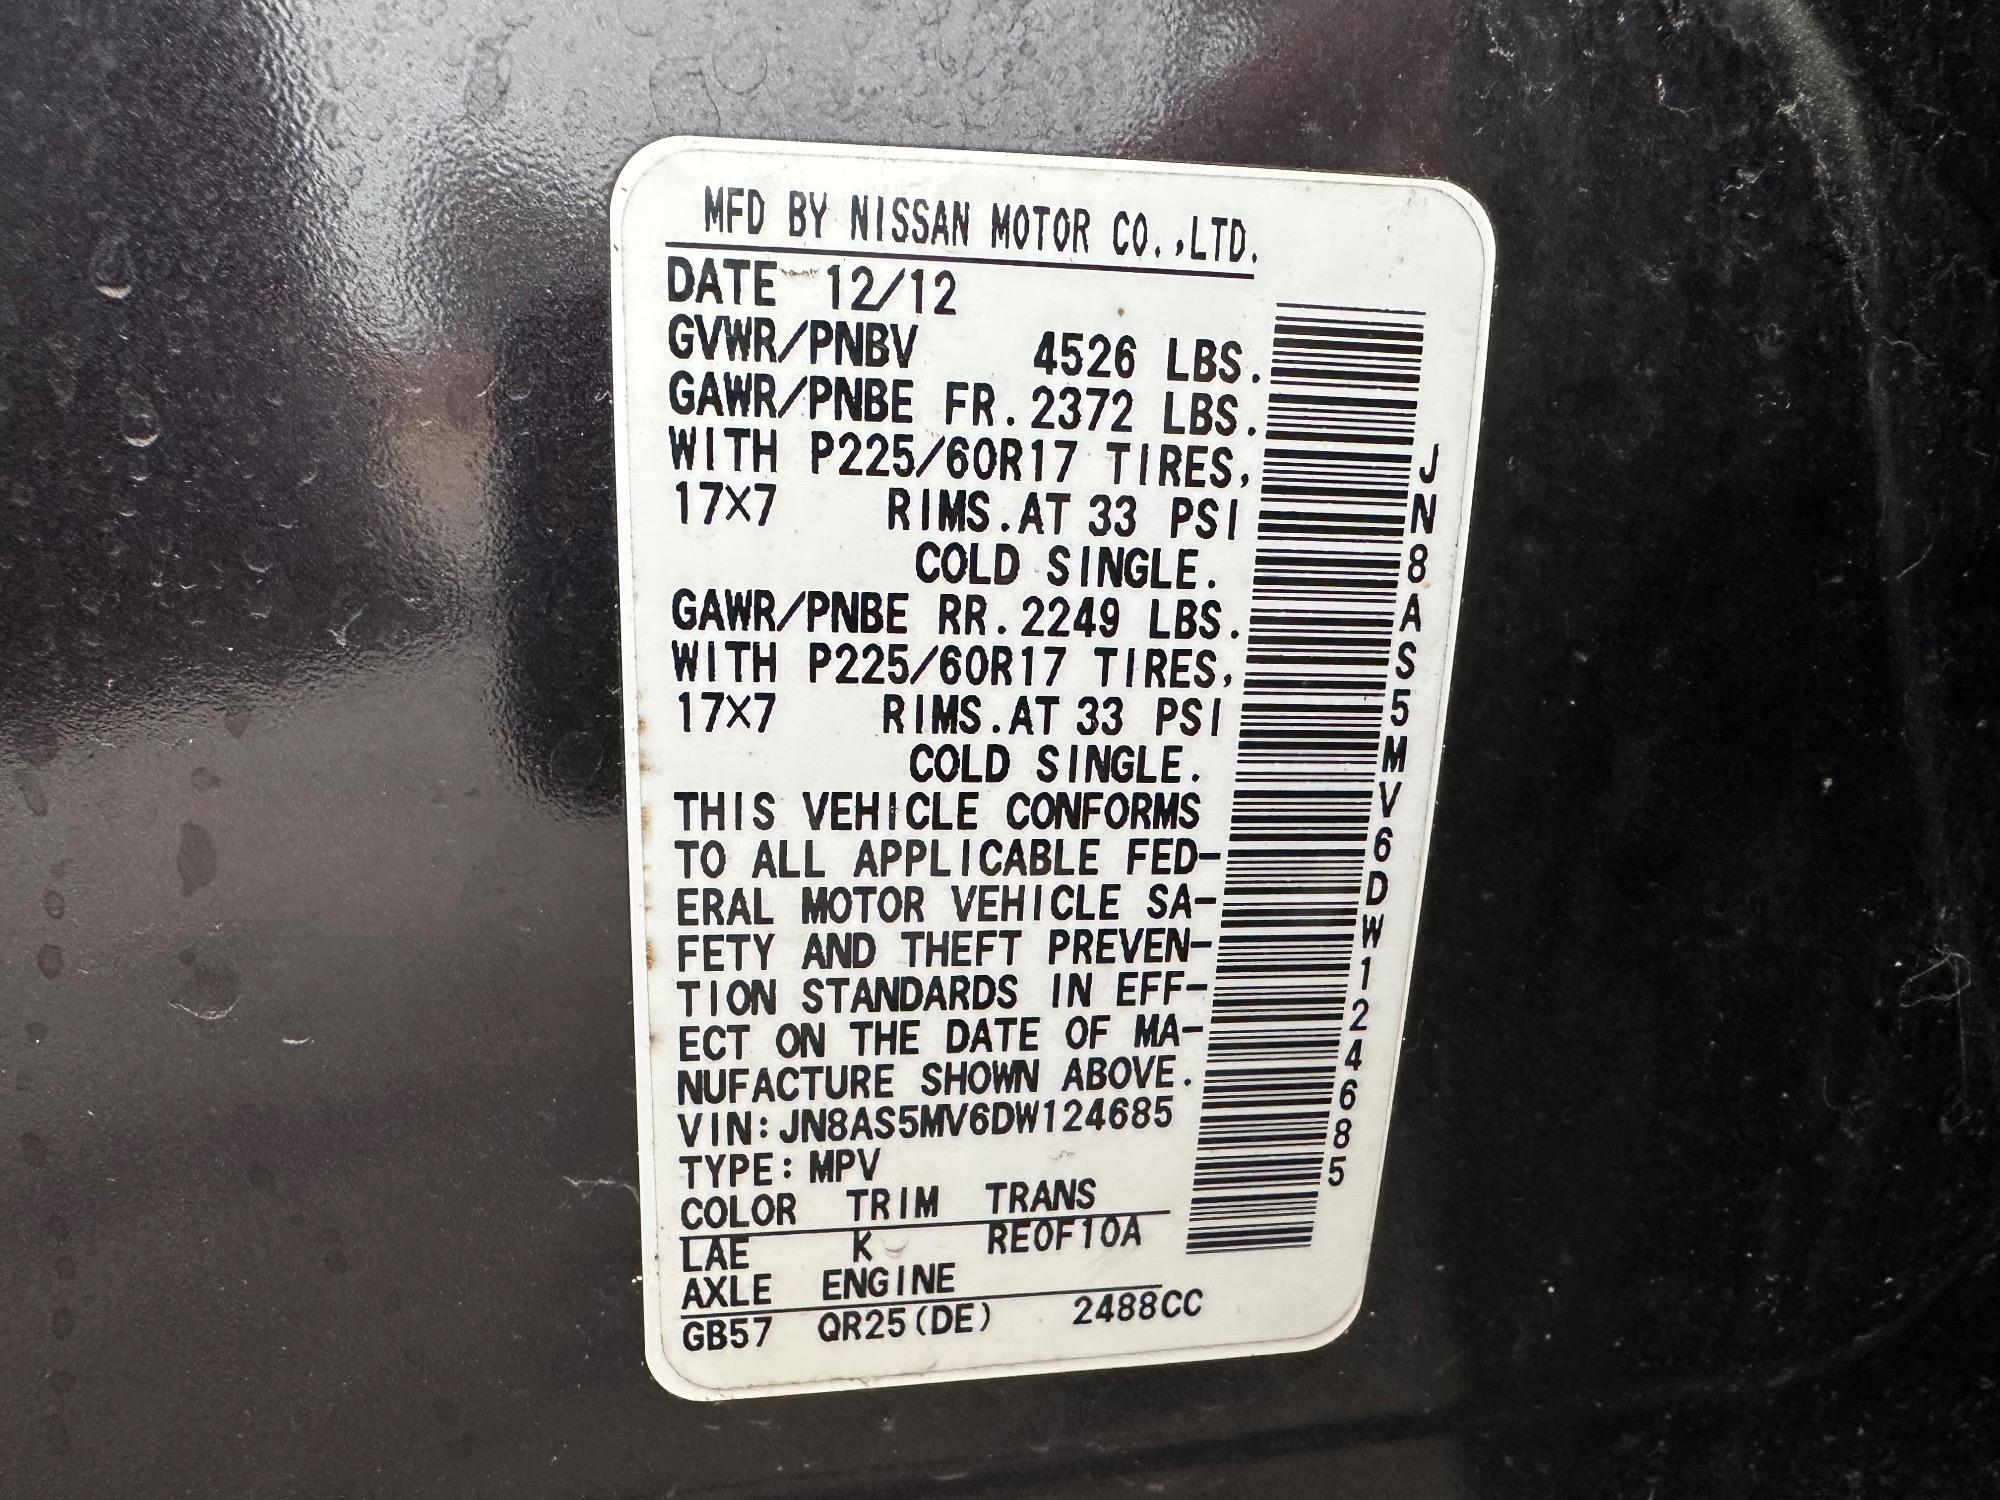 MFD BY NISSAN MOTOR CO.,LTD.
DATE 12/12
GVWR/PNBV 4526 LBS.
GAWR/PNBE FR. 2372 LBS.
WITH P225/60R17 TIRES,
17X7 RIMS. AT 33 PSI
COLD SINGLE.
GAWR/PNBE RR. 2249 LBS.
WITH P225/60R17 TIRES,
17X7 RIMS. AT 33 PSI
COLD SINGLE.
THIS VEHICLE CONFORMS
TO ALL APPLICABLE FED-
ERAL MOTOR VEHICLE SA-
FETY AND THEFT PREVEN-
TION STANDARDS IN EFF-
ECT ON THE DATE OF MA-
NUFACTURE SHOWN ABOVE.
VIN: JN8AS5MV6DW124685
TYPE: MPV
COLOR TRIM TRANS
LAE K RE0F10A
AXLE ENGINE
GB57 QR25(DE) 2488CC
JN8AS5MV6DW124685